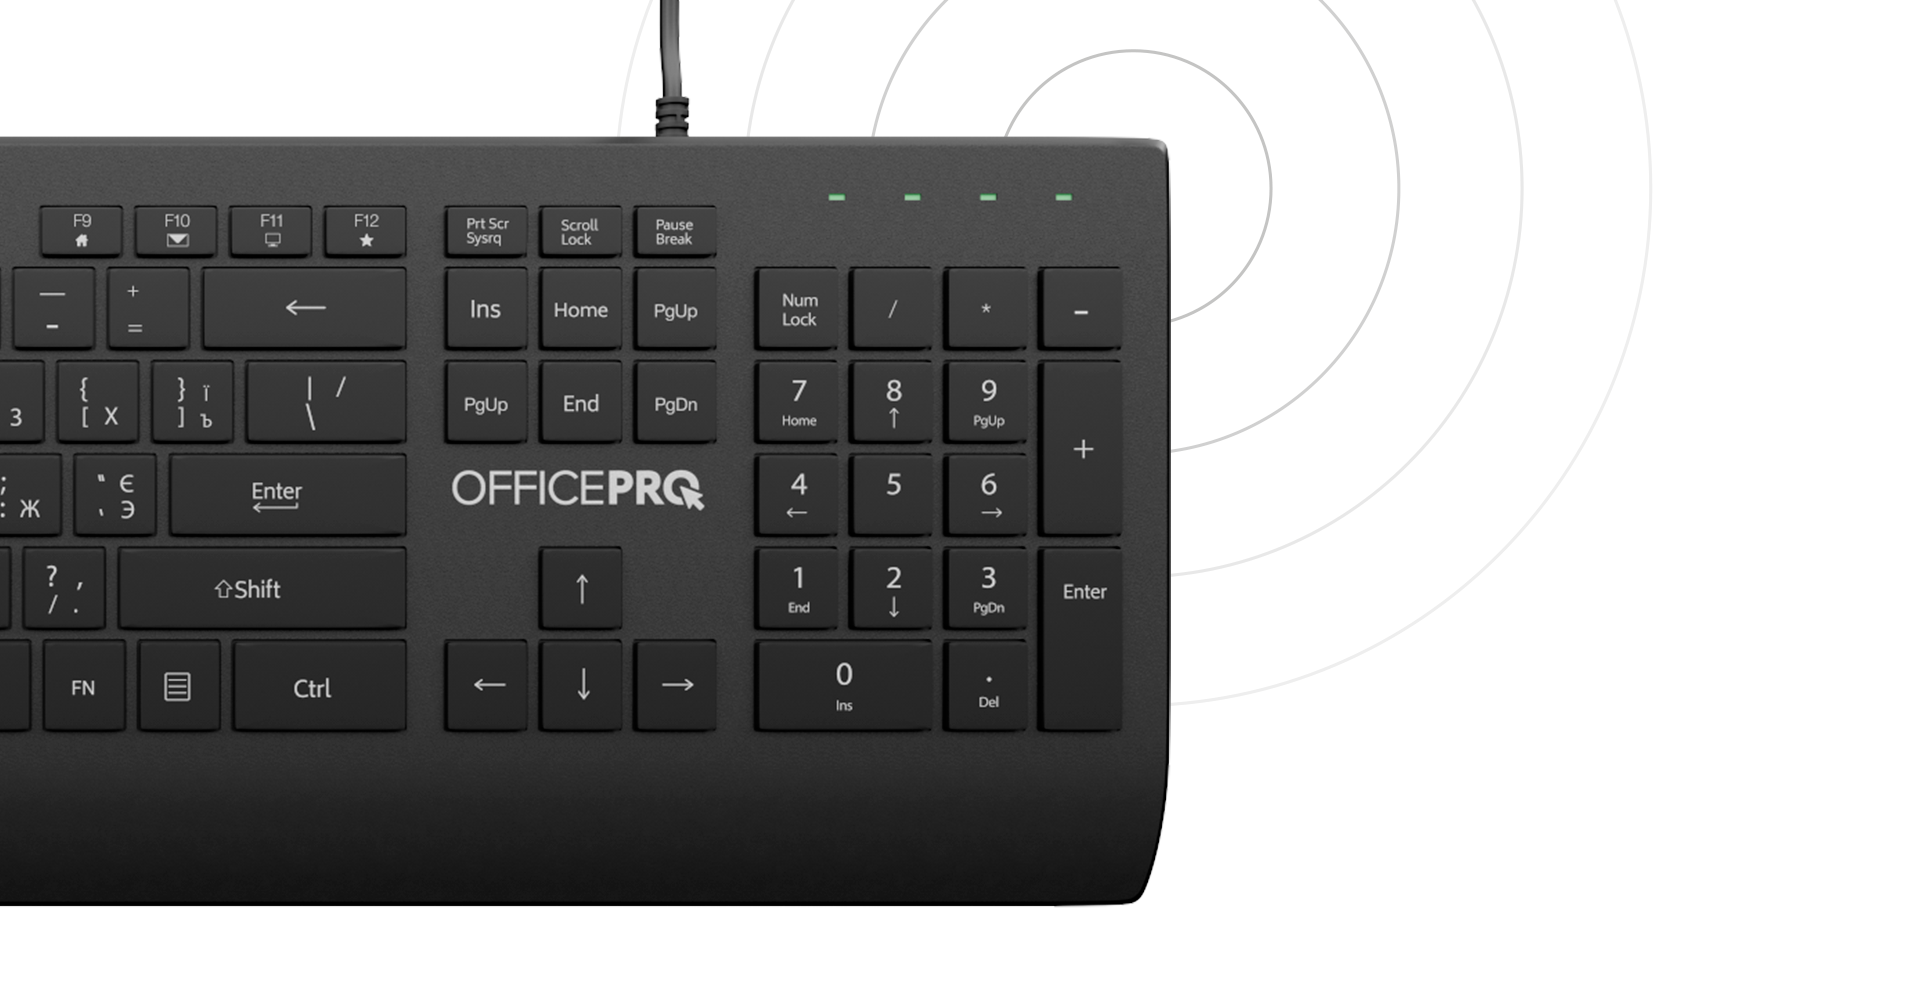 F9
F10
F11
F12
Prt Scr
Sysrq
Scroll
Lock
Pause
Break
—
-
+
=
←
Ins
Home
PgUp
Num
Lock
/
*
-
З
{
[ Х
} ї
] ъ
| /
\
PgUp
End
PgDn
7
Home
8
↑
9
PgUp
+
;
: Ж
" Є
' Э
Enter
OFFICEPRO
4
←
5
6
→
? ,
/ .
⇧Shift
↑
1
End
2
↓
3
PgDn
Enter
FN
Ctrl
←
↓
→
0
Ins
.
Del